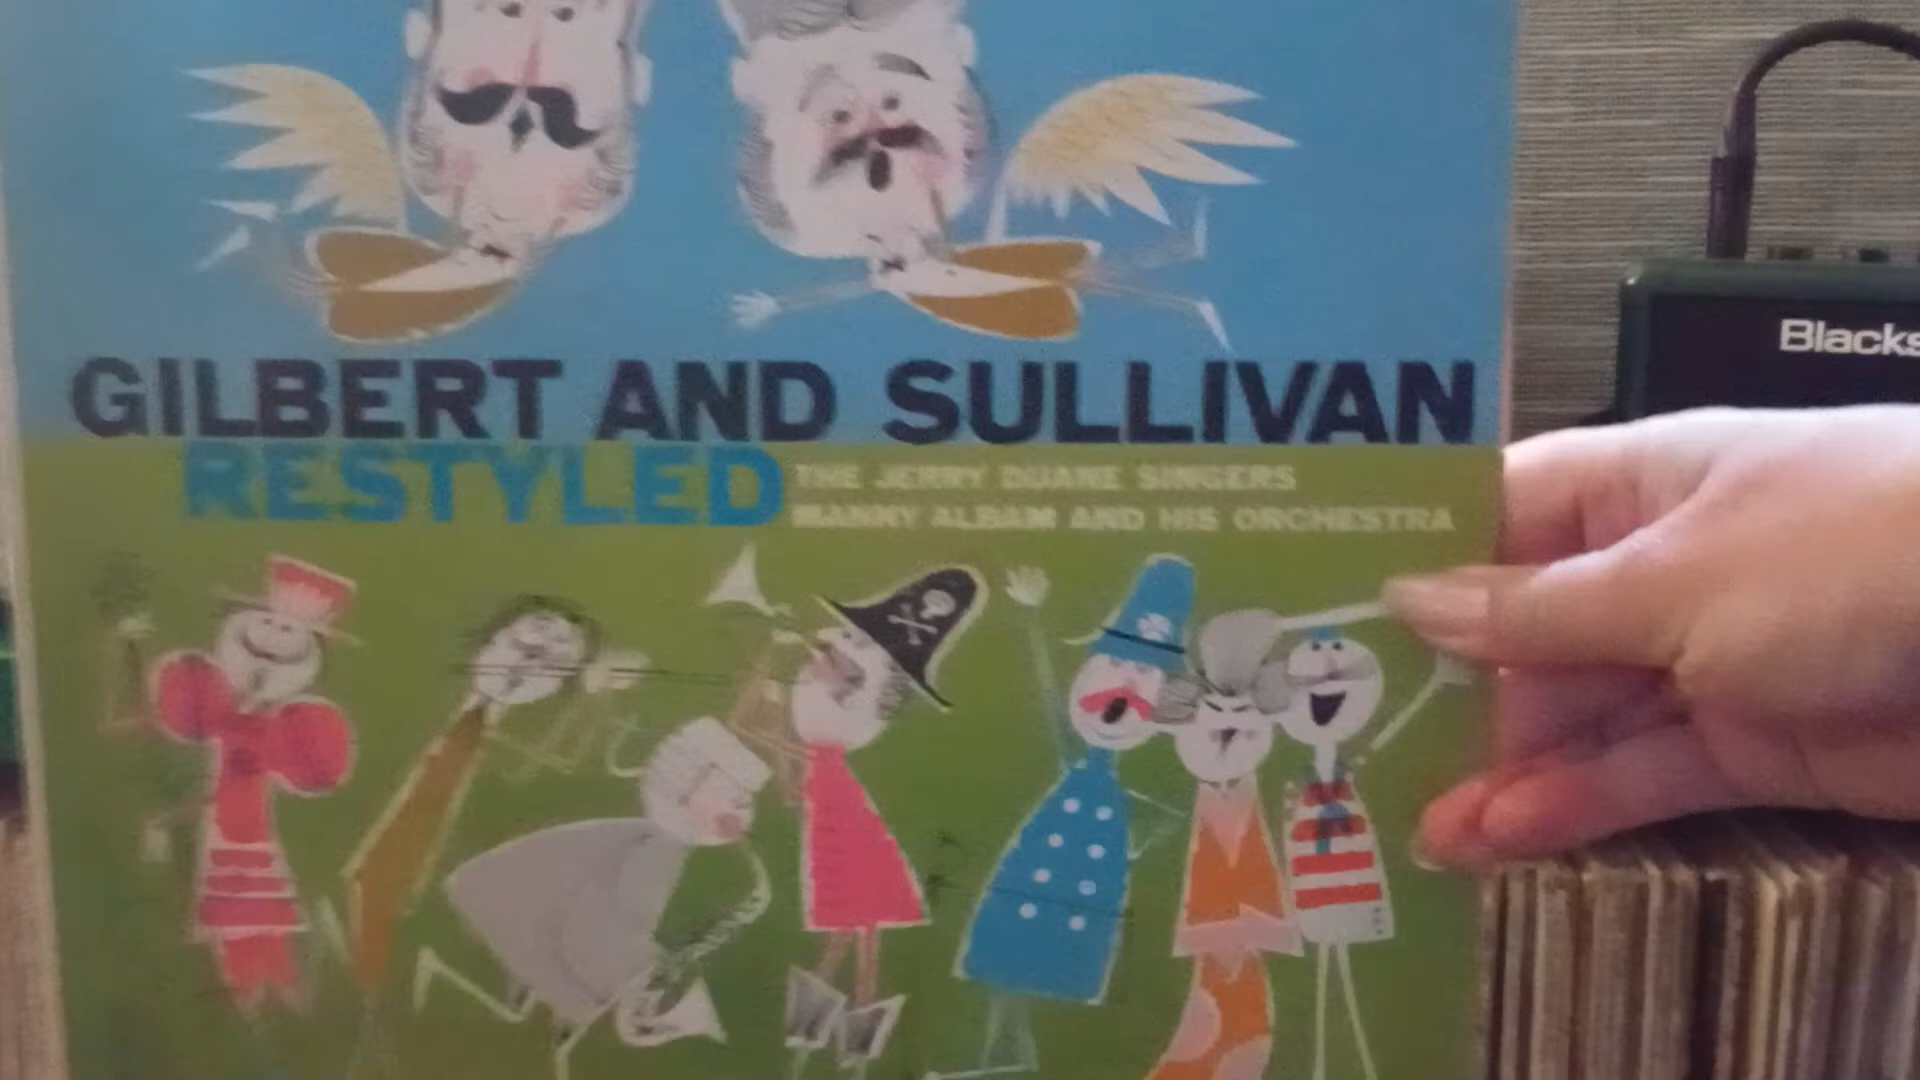 GILBERT AND SULLIVAN
RESTYLED
THE JERRY DUANE SINGERS
MANNY ALBAM AND HIS ORCHESTRA
Blacks